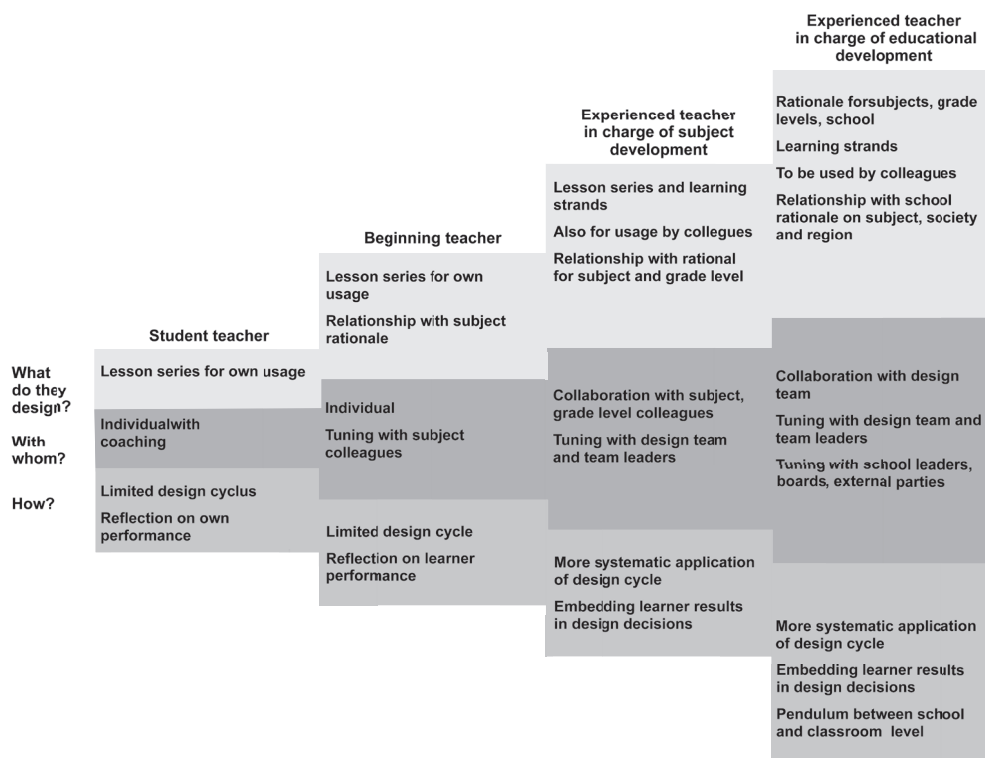 What
do they
design?
With
whom?
How?
Student teacher
Lesson series for own usage
Individualwith
coaching
Limited design cyclus
Reflection on own
performance
Beginning teacher
Lesson series for own
usage
Relationship with subject
rationale
Individual
Tuning with subject
colleagues
Limited design cycle
Reflection on learner
performance
Experienced teacher
in charge of subject
development
Lesson series and learning
strands
Also for usage by collegues
Relationship with rational
for subject and grade level
Collaboration with subject,
grade level colleagues
Tuning with design team
and team leaders
More systematic application
of design cycle
Embedding learner results
in design decisions
Experienced teacher
in charge of educational
development
Rationale forsubjects, grade
levels, school
Learning strands
To be used by colleagues
Relationship with school
rationale on subject, society
and region
Collaboration with design
team
Tuning with design team and
team leaders
Tuning with school leaders,
boards, external parties
More systematic application
of design cycle
Embedding learner results
in design decisions
Pendulum between school
and classroom level